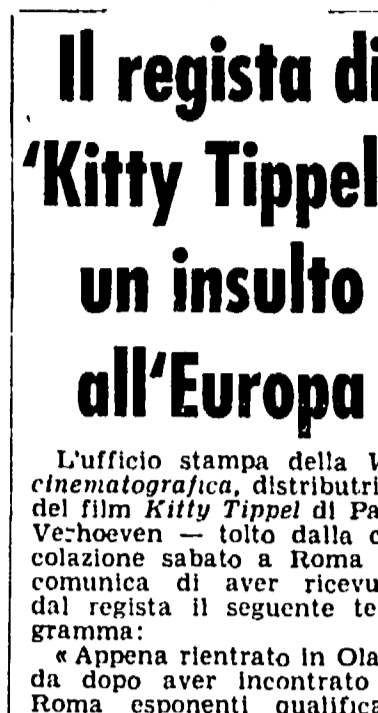 Il regista di
'Kitty Tippel
un insulto
all'Europa
L'ufficio stampa della
cinematografica, distributri
del film Kitty Tippel di Pa
Verhoeven — tolto dalla c
colazione sabato a Roma
comunica di aver ricevu
dal regista il seguente te
gramma:
« Appena rientrato in Ola
da dopo aver incontrato
Roma esponenti qualifica